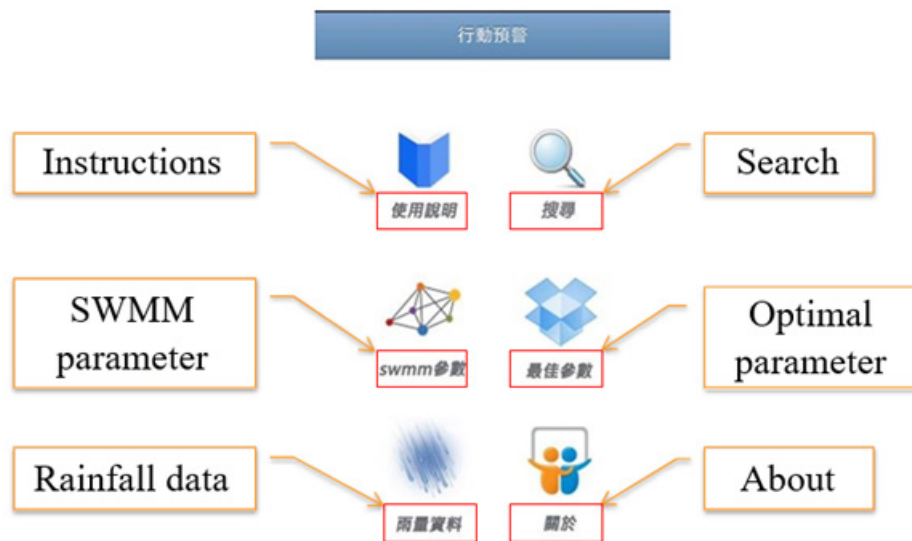 行動預警
Instructions
Search
使用說明
搜尋
SWMM
parameter
Optimal
parameter
swmm參數
最佳參數
Rainfall data
About
雨量資料
關於